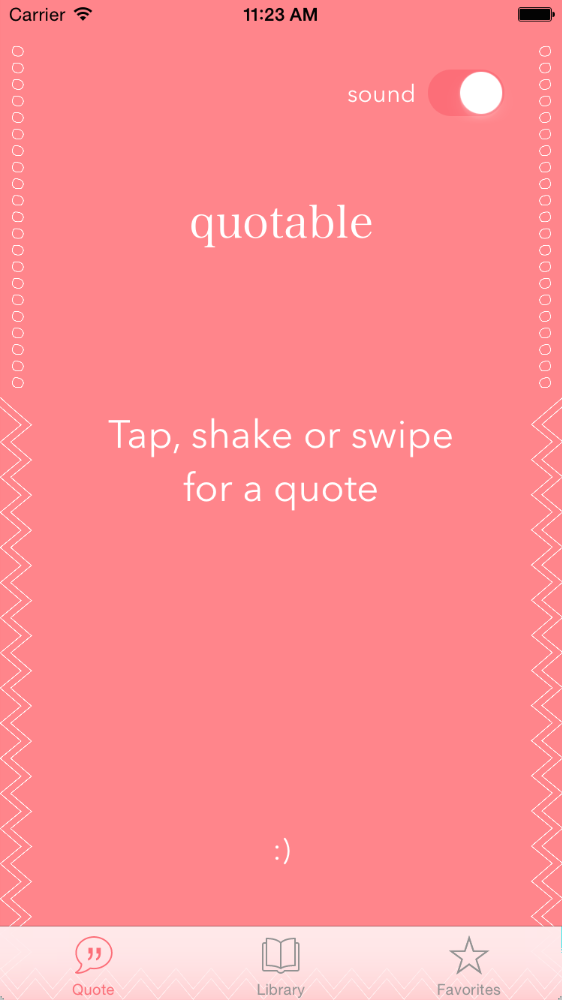 Carrier 11:23 AM
sound
quotable
Tap, shake or swipe
for a quote
:)
Quote Library Favorites